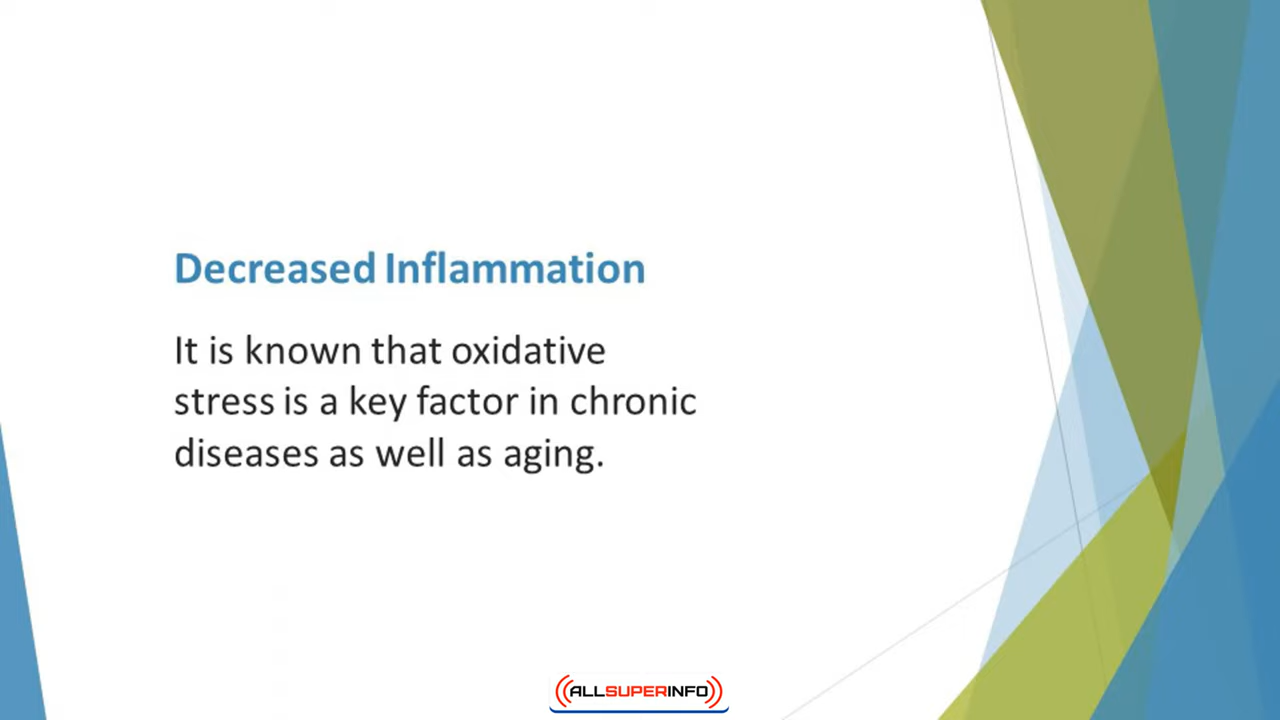 Decreased Inflammation
It is known that oxidative
stress is a key factor in chronic
diseases as well as aging.
ALLSUPERINFO